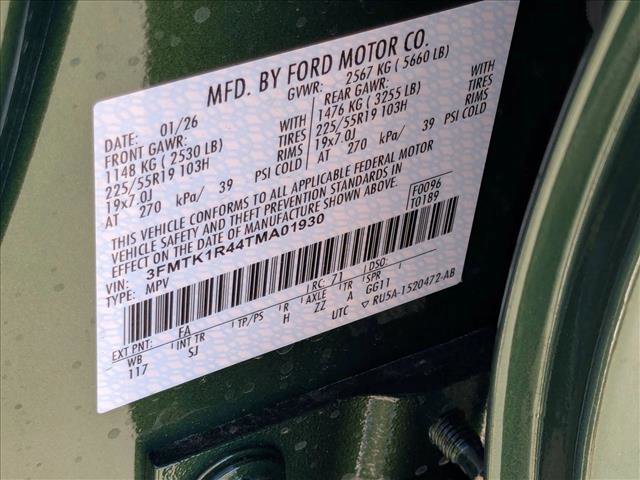 MFD. BY FORD MOTOR CO.
DATE: 01/26 GVWR: 2567 KG ( 5660 LB)
FRONT GAWR: WITH REAR GAWR: WITH
1148 KG ( 2530 LB) TIRES 1476 KG ( 3255 LB) TIRES
225/55R19 103H RIMS 225/55R19 103H RIMS
19x7.0J 19x7.0J
AT 270 kPa/ 39 PSI COLD AT 270 kPa/ 39 PSI COLD
THIS VEHICLE CONFORMS TO ALL APPLICABLE FEDERAL MOTOR
VEHICLE SAFETY AND THEFT PREVENTION STANDARDS IN
EFFECT ON THE DATE OF MANUFACTURE SHOWN ABOVE.
F0096
T0189
VIN: 3FMTK1R44TMA01930
TYPE: MPV
RC: 71 DSO:
EXT PNT: EA
WB INT TR TP/PS R AXLE TR SPR
117 SJ H ZZ A GG11
UTC ▽ RU5A-1520472-AB